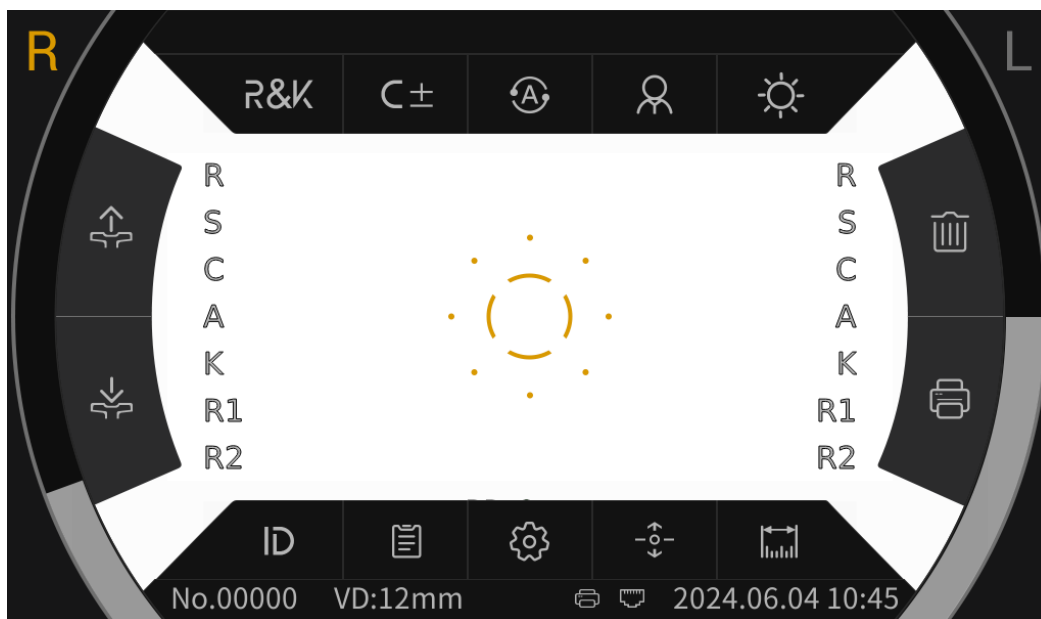 R L
R&K C± A
R R
S S
C C
A A
K K
R1 R1
R2 R2
ID
No.00000 VD:12mm 2024.06.04 10:45